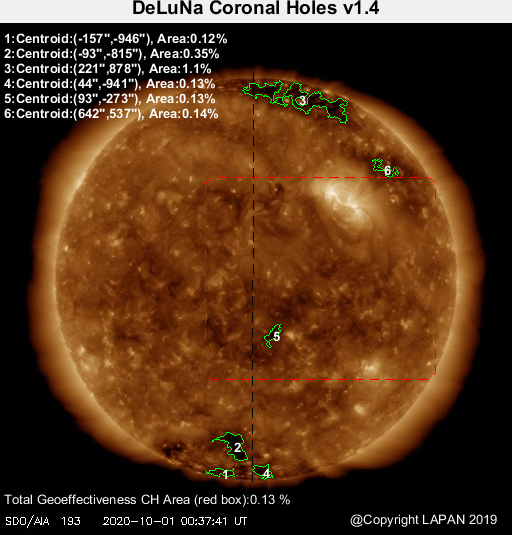 DeLuNa Coronal Holes v1.4
1:Centroid:(-157",-946"), Area:0.12%
2:Centroid:(-93",-815"), Area:0.35%
3:Centroid:(221",878"), Area:1.1%
4:Centroid:(44",-941"), Area:0.13%
5:Centroid:(93",-273"), Area:0.13%
6:Centroid:(642",537"), Area:0.14%
3
6
5
2
1
4
Total Geoeffectiveness CH Area (red box):0.13 %
SDO/AIA 193 2020-10-01 00:37:41 UT
@Copyright LAPAN 2019